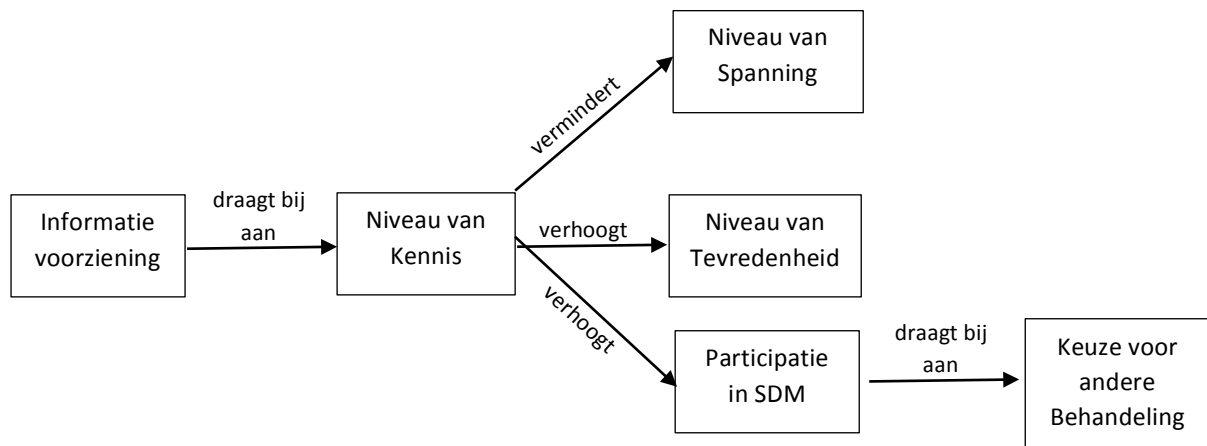 Niveau van
Spanning
vermindert
Informatie
voorziening
draagt bij
aan
Niveau van
Kennis
verhoogt
Niveau van
Tevredenheid
verhoogt
Participatie
in SDM
draagt bij
aan
Keuze voor
andere
Behandeling